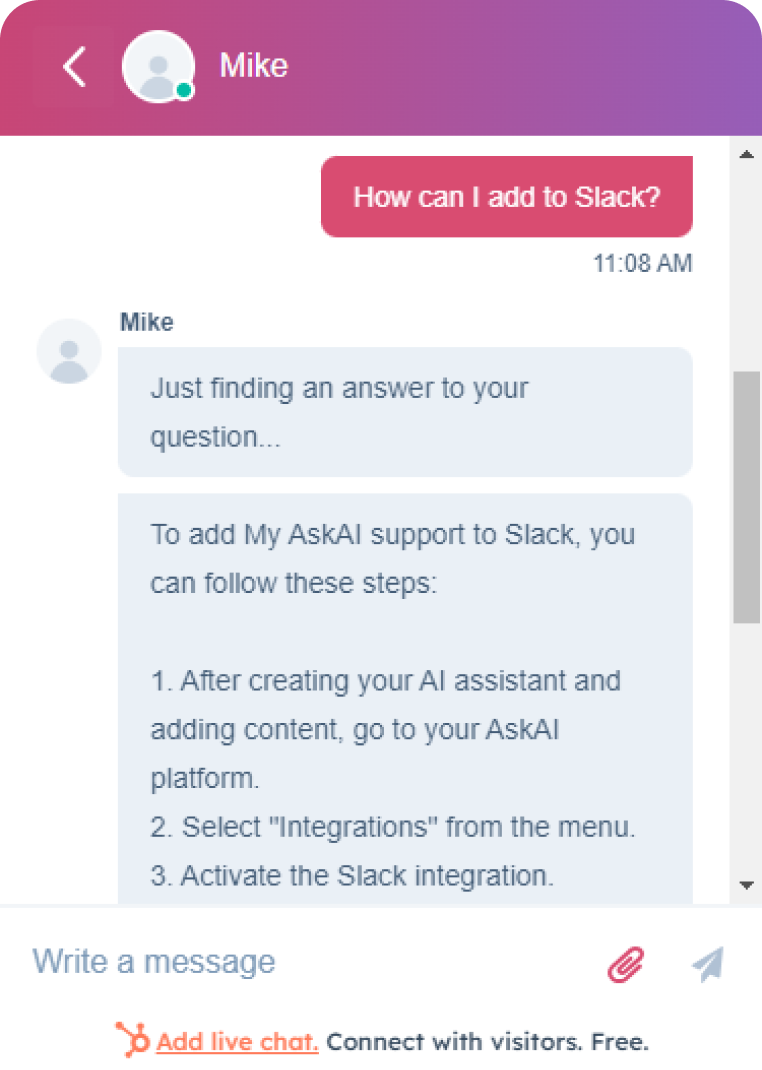 Mike
How can I add to Slack?
11:08 AM
Mike
Just finding an answer to your
question...
To add My AskAI support to Slack, you
can follow these steps:
1. After creating your AI assistant and
adding content, go to your AskAI
platform.
2. Select "Integrations" from the menu.
3. Activate the Slack integration.
Write a message
Add live chat. Connect with visitors. Free.